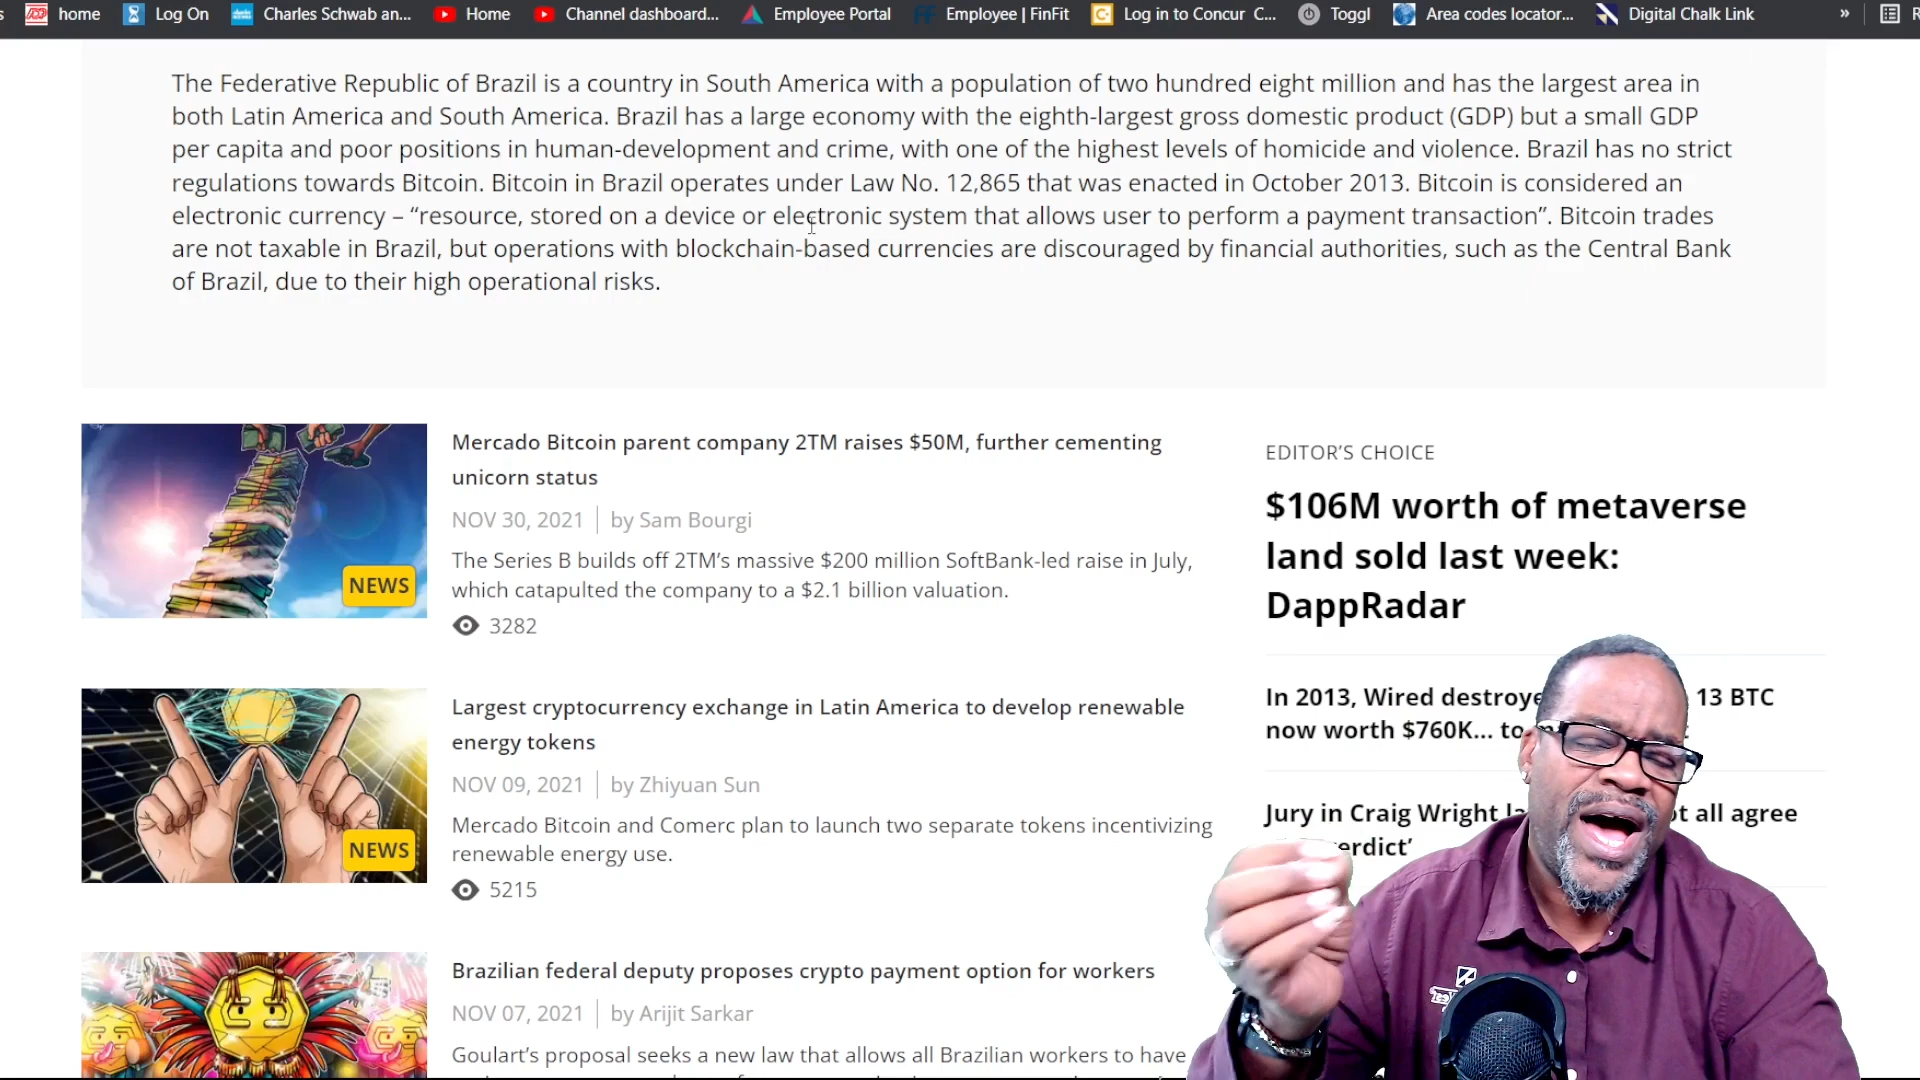 home Log On Charles Schwab an... Home Channel dashboard... Employee Portal FF Employee | FinFit Log in to Concur C... Toggl Area codes locator... Digital Chalk Link »
The Federative Republic of Brazil is a country in South America with a population of two hundred eight million and has the largest area in
both Latin America and South America. Brazil has a large economy with the eighth-largest gross domestic product (GDP) but a small GDP
per capita and poor positions in human-development and crime, with one of the highest levels of homicide and violence. Brazil has no strict
regulations towards Bitcoin. Bitcoin in Brazil operates under Law No. 12,865 that was enacted in October 2013. Bitcoin is considered an
electronic currency – “resource, stored on a device or electronic system that allows user to perform a payment transaction”. Bitcoin trades
are not taxable in Brazil, but operations with blockchain-based currencies are discouraged by financial authorities, such as the Central Bank
of Brazil, due to their high operational risks.
Mercado Bitcoin parent company 2TM raises $50M, further cementing
unicorn status
NOV 30, 2021 | by Sam Bourgi
The Series B builds off 2TM’s massive $200 million SoftBank-led raise in July,
which catapulted the company to a $2.1 billion valuation.
3282
NEWS
Largest cryptocurrency exchange in Latin America to develop renewable
energy tokens
NOV 09, 2021 | by Zhiyuan Sun
Mercado Bitcoin and Comerc plan to launch two separate tokens incentivizing
renewable energy use.
5215
NEWS
Brazilian federal deputy proposes crypto payment option for workers
NOV 07, 2021 | by Arijit Sarkar
Goulart’s proposal seeks a new law that allows all Brazilian workers to have
EDITOR’S CHOICE
$106M worth of metaverse
land sold last week:
DappRadar
In 2013, Wired destroye 13 BTC
now worth $760K... to
Jury in Craig Wright t all agree
erdict’